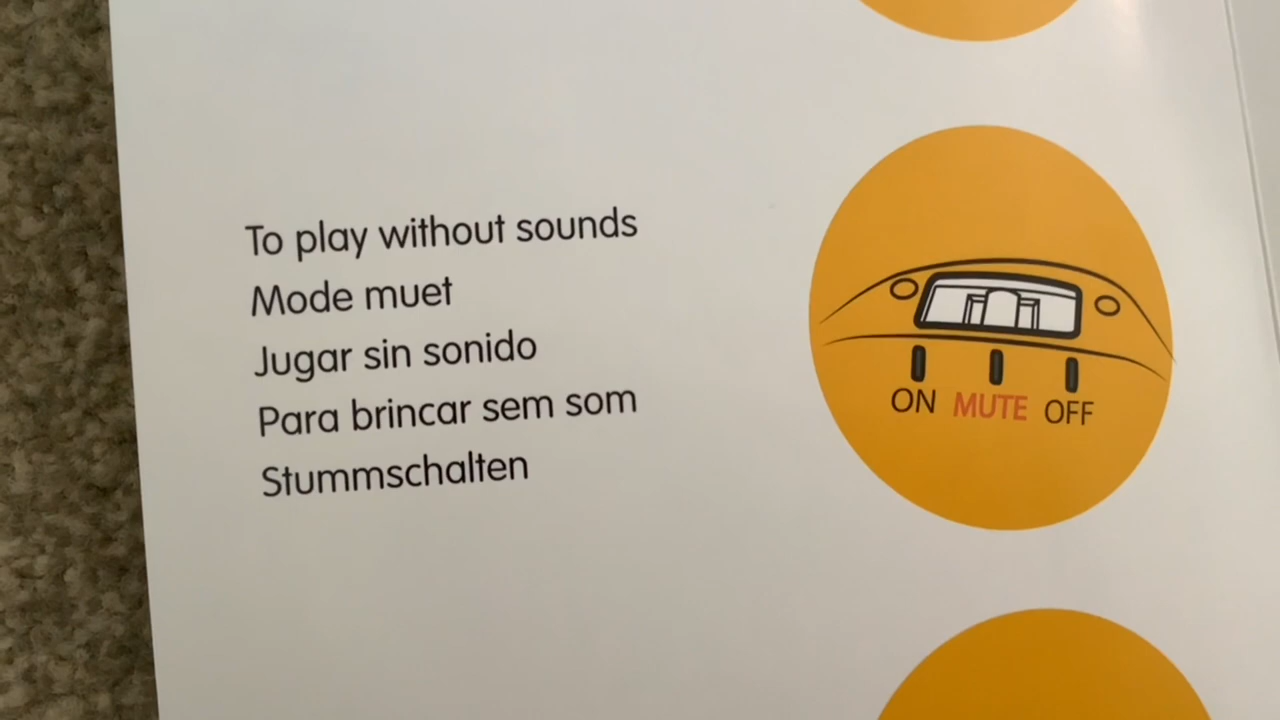 To play without sounds
Mode muet
Jugar sin sonido
Para brincar sem som
Stummschalten
ON MUTE OFF